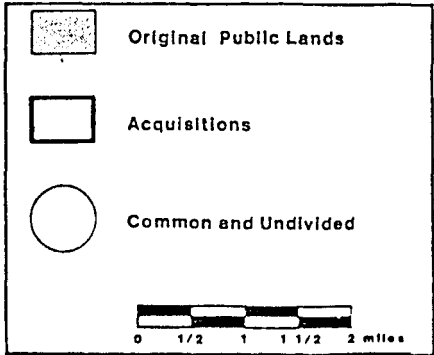 Original Public Lands
Acquisitions
Common and Undivided
0 1/2 1 1 1/2 2 miles